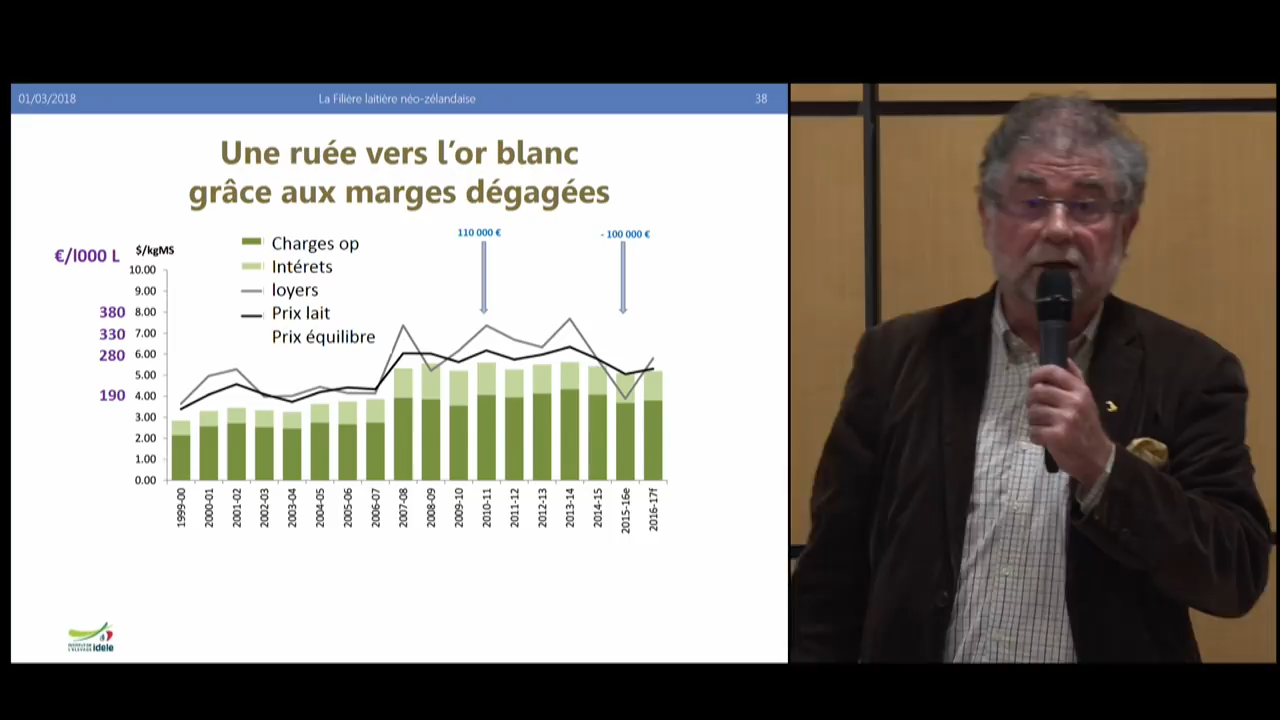 01/03/2018
La Filière laitière néo-zélandaise
38
Une ruée vers l'or blanc
grâce aux marges dégagées
€/l000 L
$/kgMS
Charges op
Intérets
loyers
Prix lait
Prix équilibre
110 000 €
- 100 000 €
10.00
9.00
8.00
7.00
6.00
5.00
4.00
3.00
2.00
1.00
0.00
380
330
280
190
1999-00
2000-01
2001-02
2002-03
2003-04
2004-05
2005-06
2006-07
2007-08
2008-09
2009-10
2010-11
2011-12
2012-13
2013-14
2014-15
2015-16e
2016-17f
INSTITUT DE
L'ELEVAGE idele